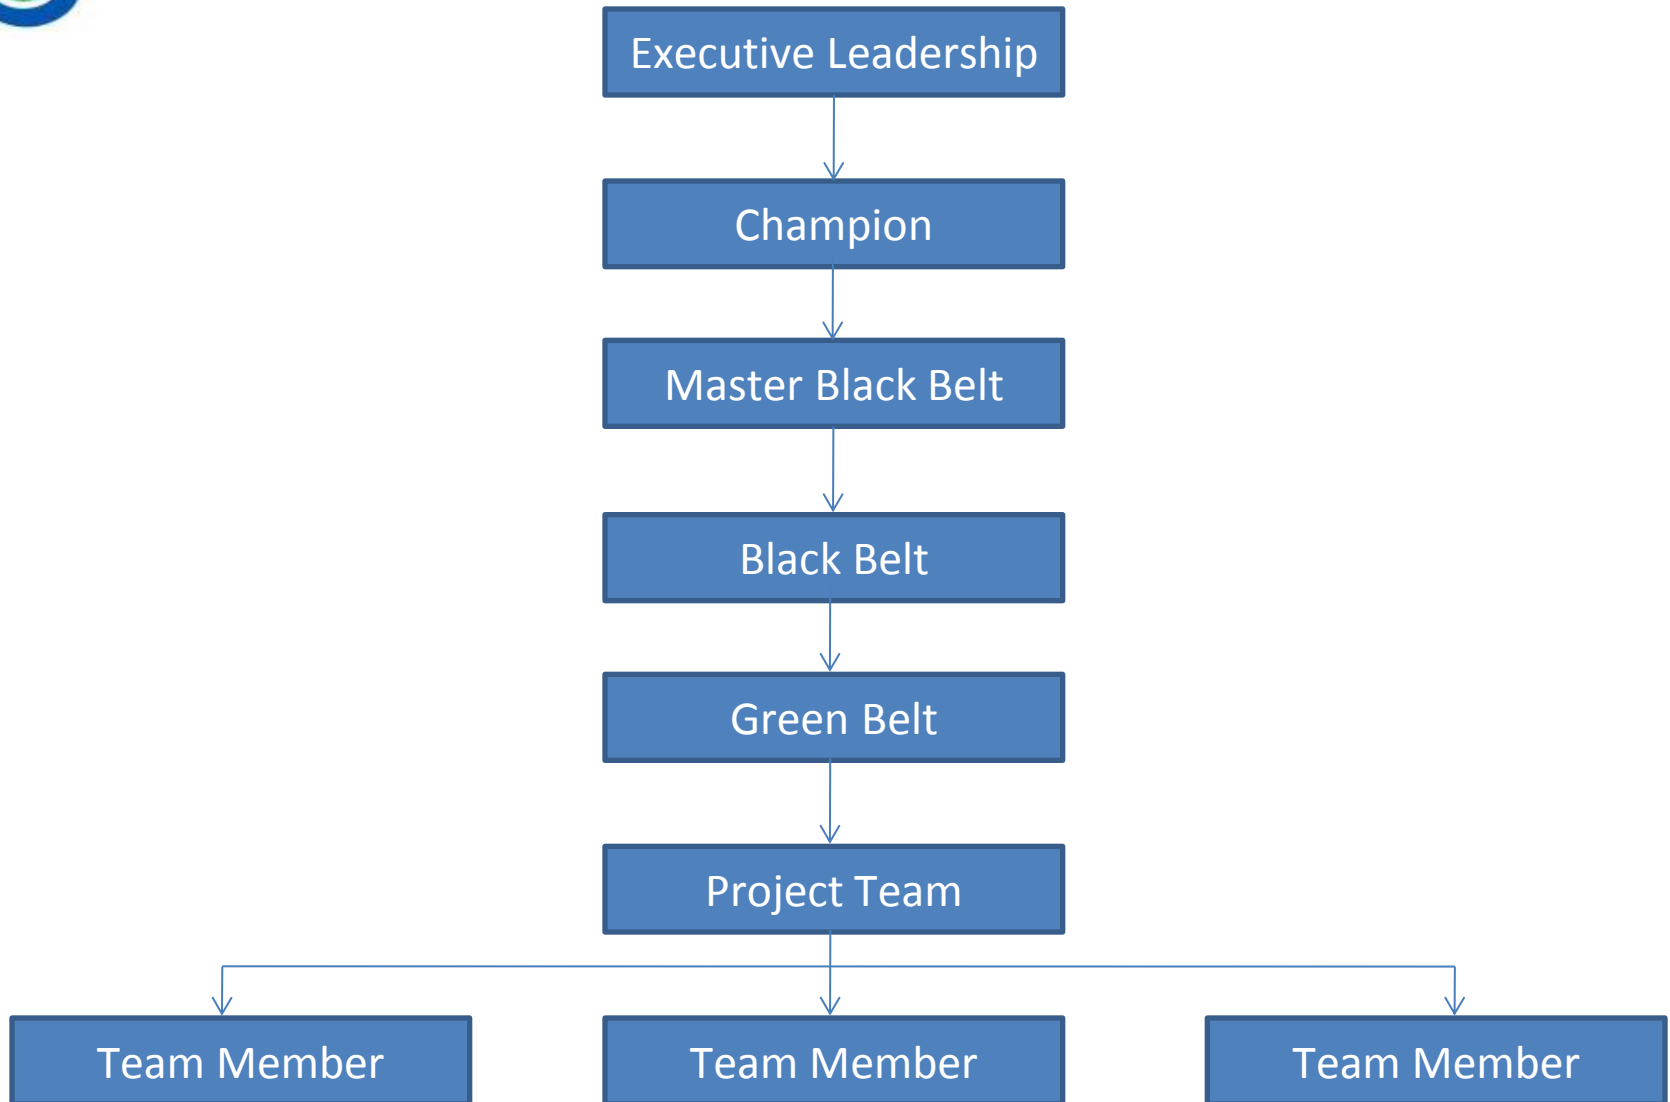 Executive Leadership
Champion
Master Black Belt
Black Belt
Green Belt
Project Team
Team Member
Team Member
Team Member